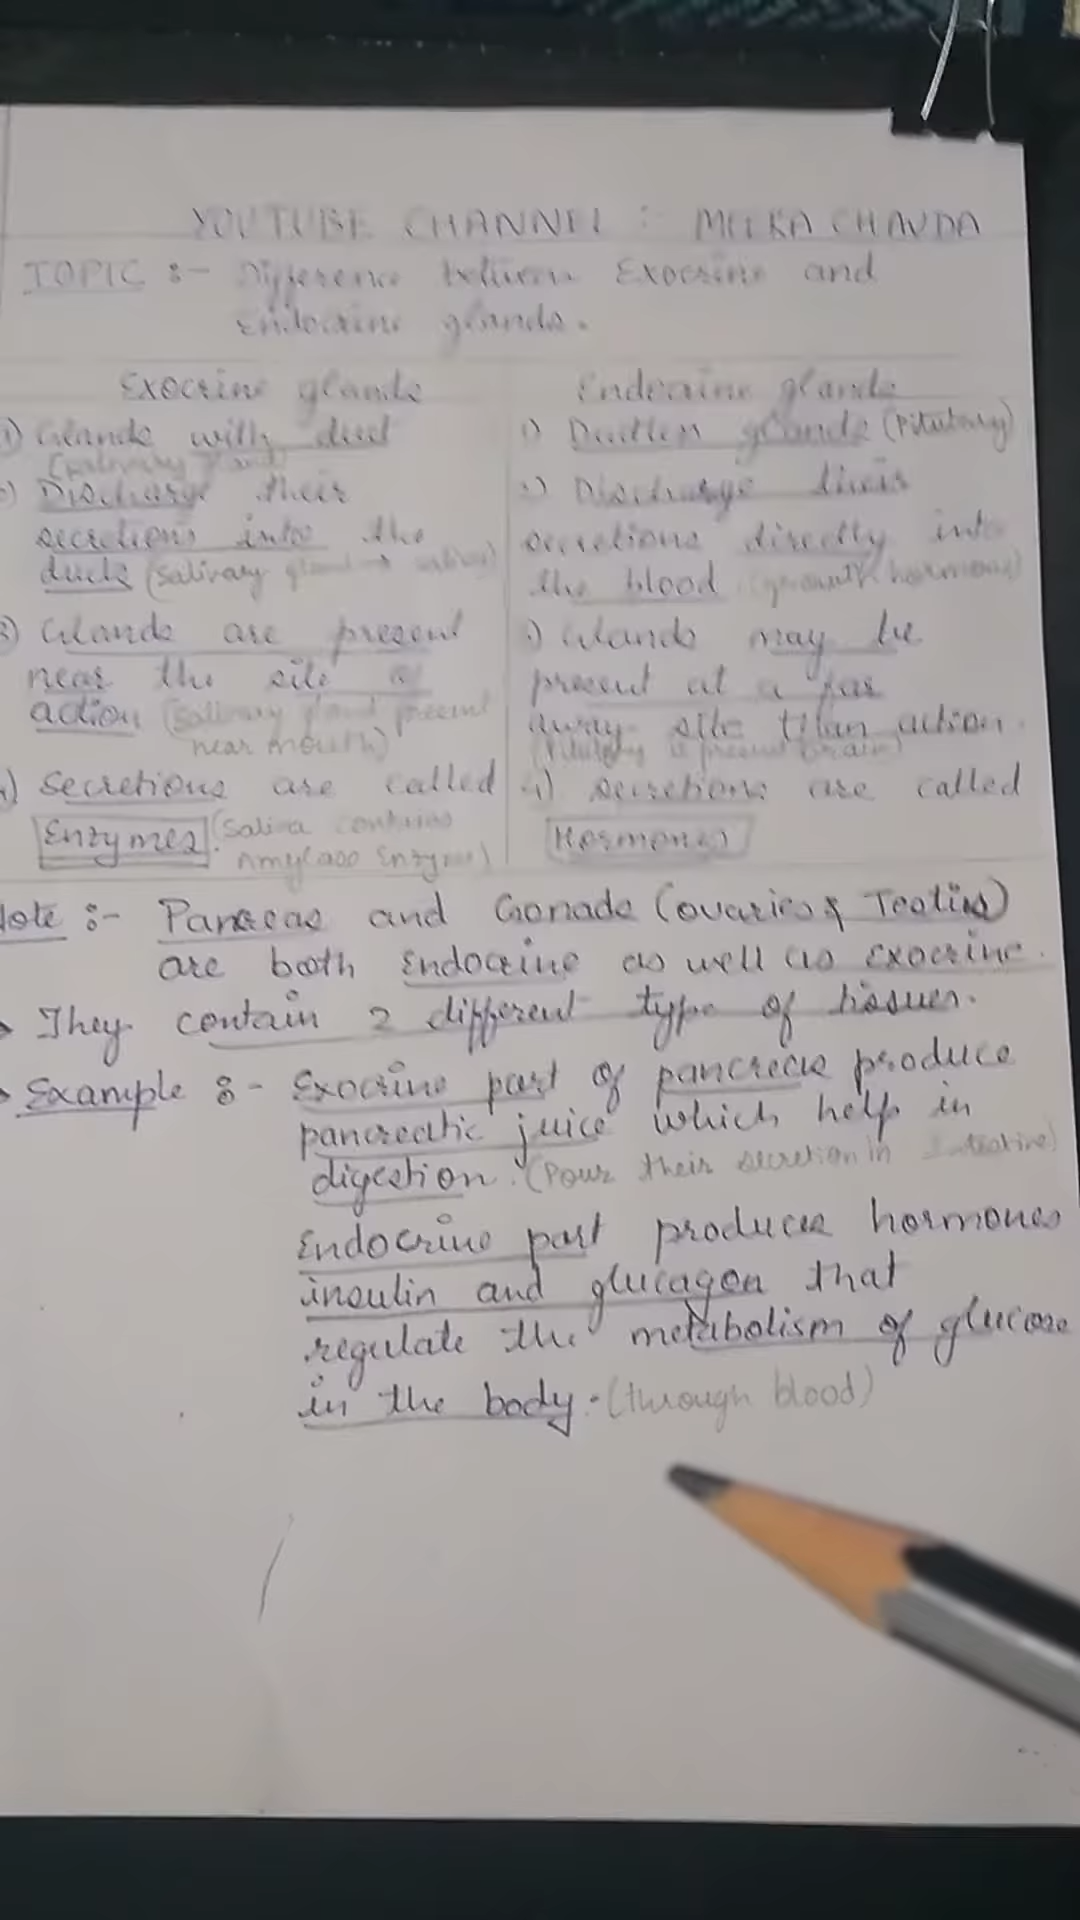 YOUTUBE CHANNEL : MEEKA CHAVDA
TOPIC :- Difference between Exocrine and
Endocrine glands.
Exocrine glands
1) Glands with duct
(salivary gland)
2) Discharge their
secretions into the
ducts (salivary gland → saliva)
3) Glands are present
near the site of
action (salivary gland present
near mouth)
4) Secretions are called
Enzymes. (Saliva contains
Amylase Enzyme)
Endocrine glands
1) Ductless glands (Pitutary)
2) Discharge their
secretions directly into
the blood (growth hormone)
3) Glands may be
present at a far
away site than action.
(Pitutary is present brain)
4) secretions are called
Hormones
Note :- Pancreas and Gonads (ovaries & Testis)
are both Endocrine as well as exocrine.
They contain 2 different type of tissues.
Example :- Exocrine part of pancreas produce
pancreatic juice which help in
digestion. (Pour their secretion in Intestine)
Endocrine part produces hormones
insulin and glucagon that
regulate the metabolism of glucose
in the body. (through blood)